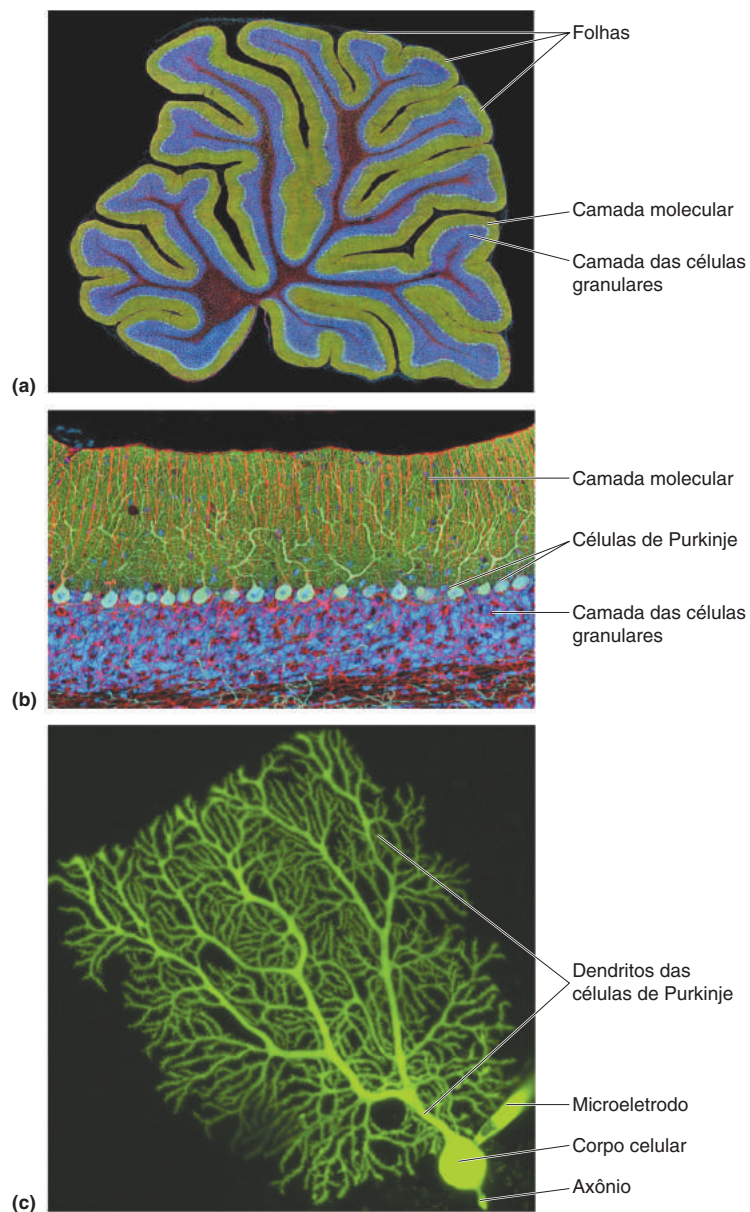 Folhas
Camada molecular
Camada das células
granulares
(a)
Camada molecular
Células de Purkinje
Camada das células
granulares
(b)
Dendritos das
células de Purkinje
Microeletrodo
Corpo celular
Axônio
(c)